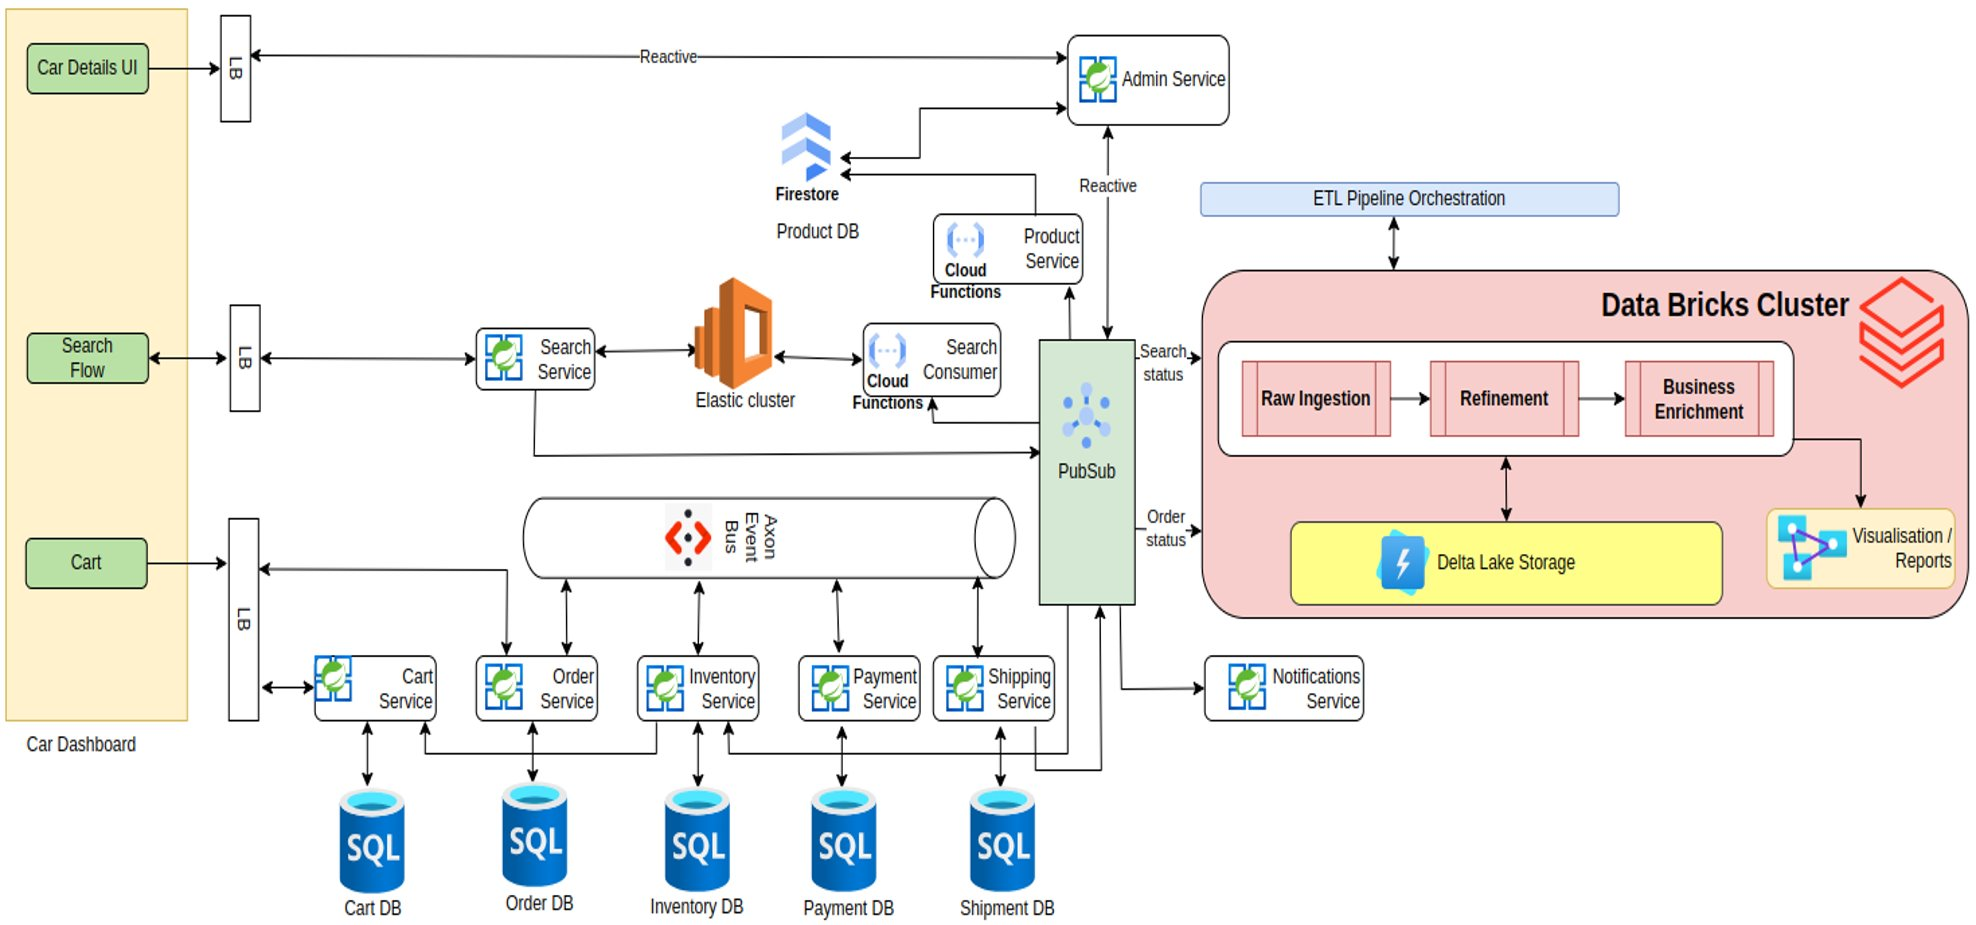 Car Details UI
LB
Reactive
Admin Service
Firestore
Product DB
Reactive
Product
Service
Cloud
Functions
ETL Pipeline Orchestration
Data Bricks Cluster
Search
Flow
LB
Search
Service
Elastic cluster
Search
Consumer
Cloud
Functions
PubSub
Search
status
Raw Ingestion
Refinement
Business
Enrichment
Order
status
Delta Lake Storage
Visualisation /
Reports
Axon
Event
Bus
Cart
LB
Cart
Service
Order
Service
Inventory
Service
Payment
Service
Shipping
Service
Notifications
Service
Car Dashboard
SQL
SQL
SQL
SQL
SQL
Cart DB
Order DB
Inventory DB
Payment DB
Shipment DB